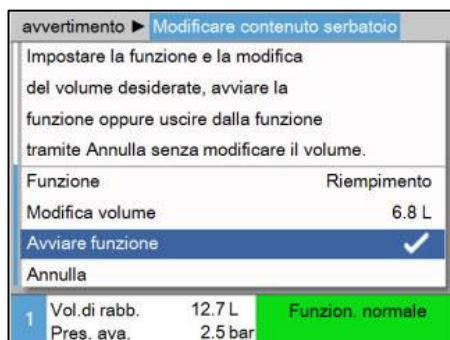 avvertimento ► Modificare contenuto serbatoio
Impostare la funzione e la modifica
del volume desiderate, avviare la
funzione oppure uscire dalla funzione
tramite Annulla senza modificare il volume.
Funzione Riempimento
Modifica volume 6.8 L
Avviare funzione ✓
Annulla
1 Vol.di rabb. 12.7 L Funzion. normale
Pres. ava. 2.5 bar